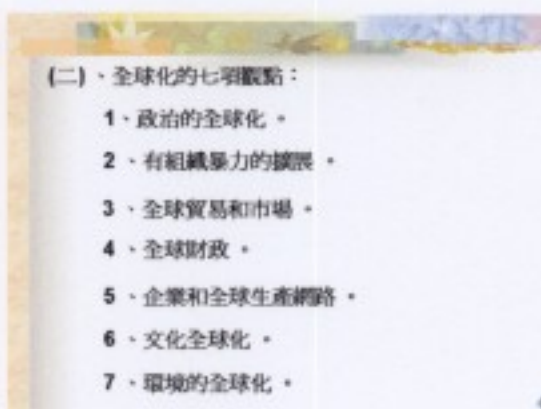 (二)、全球化的七項觀點：
1、政治的全球化。
2、有組織暴力的擴展。
3、全球貿易和市場。
4、全球財政。
5、企業和全球生產網路。
6、文化全球化。
7、環境的全球化。